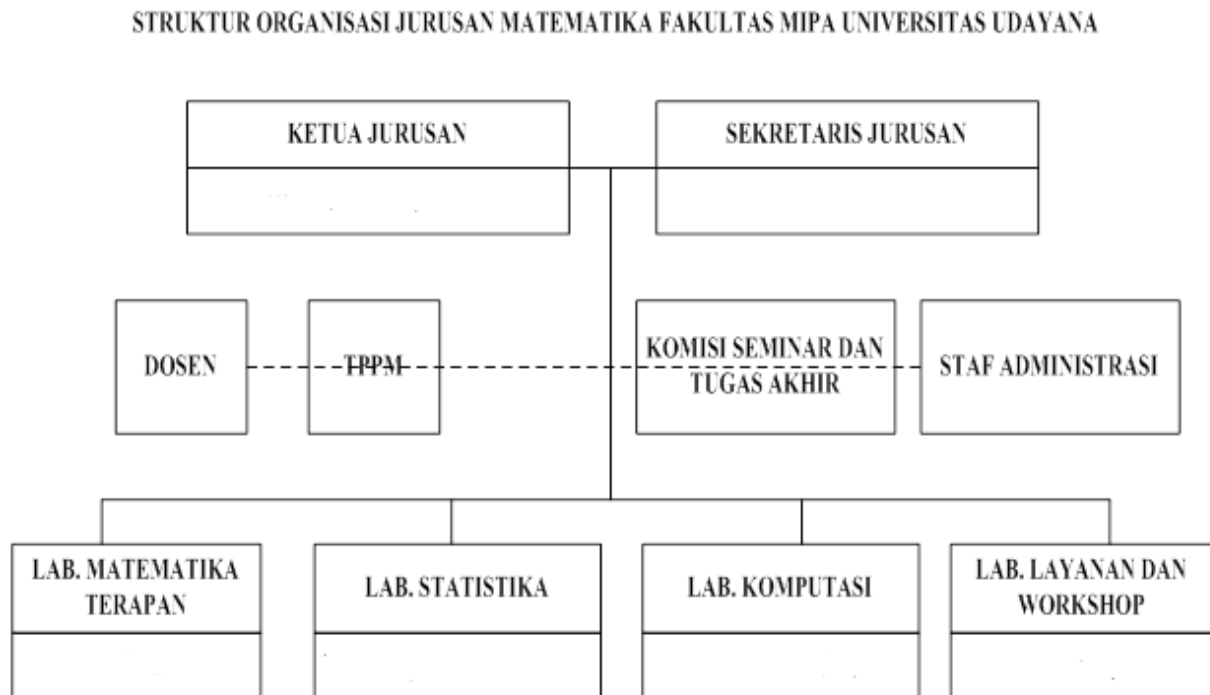 STRUKTUR ORGANISASI JURUSAN MATEMATIKA FAKULTAS MIPA UNIVERSITAS UDAYANA
KETUA JURUSAN
SEKRETARIS JURUSAN
DOSEN
TPPM
KOMISI SEMINAR DAN
TUGAS AKHIR
STAF ADMINISTRASI
LAB. MATEMATIKA
TERAPAN
LAB. STATISTIKA
LAB. KOMPUTASI
LAB. LAYANAN DAN
WORKSHOP